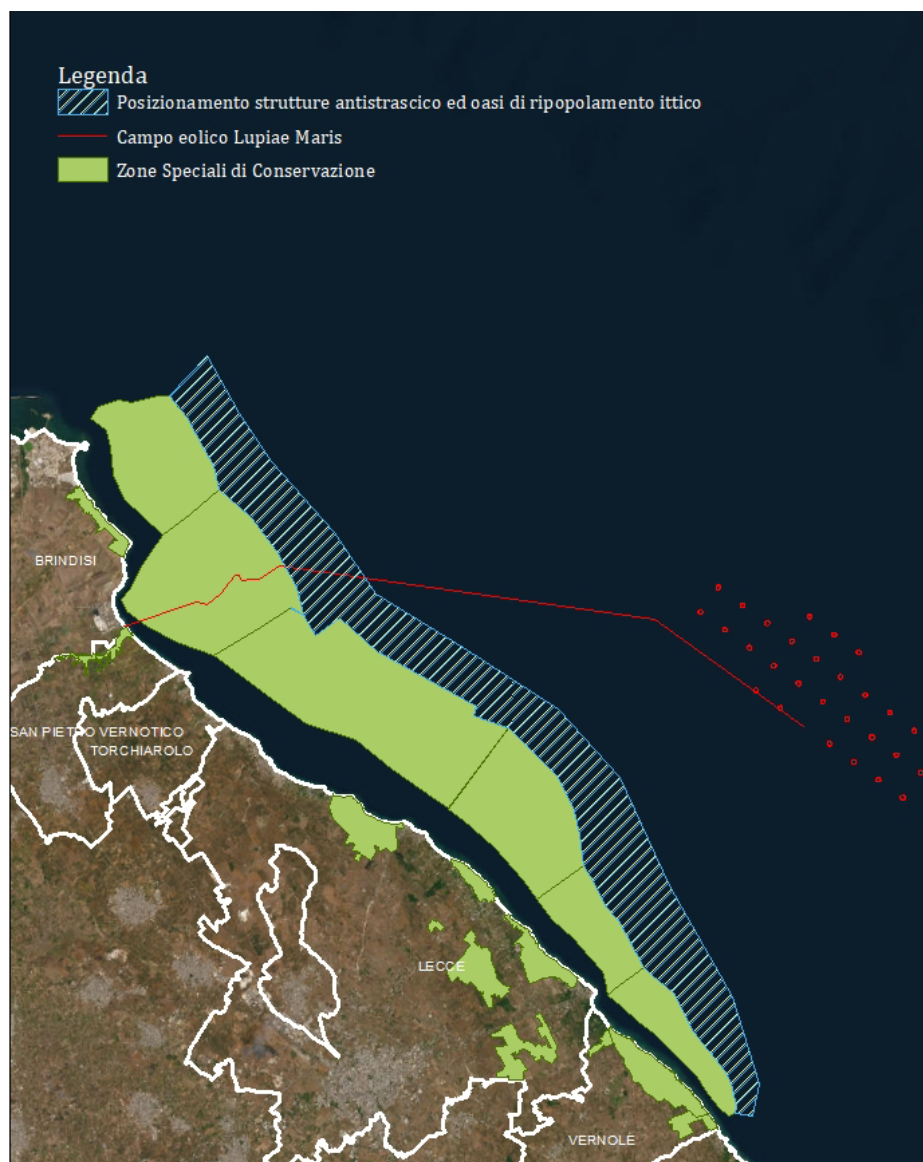 Legenda
Posizionamento strutture antistrascico ed oasi di ripopolamento ittico
Campo eolico Lupiae Maris
Zone Speciali di Conservazione
BRINDISI
SAN PIETRO VERNOTICO
TORCHIAROLO
LECCE
VERNOLE